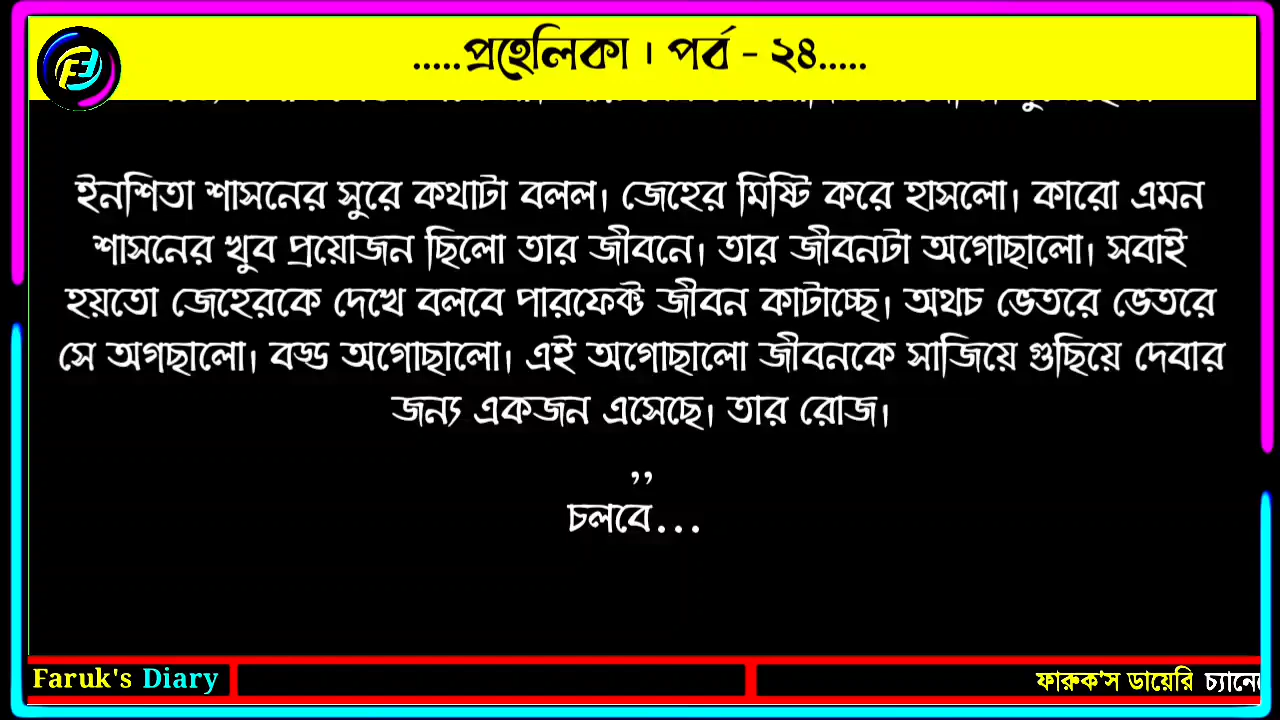 .....প্রহেলিকা । পর্ব - ২৪.....
ইনশিতা শাসনের সুরে কথাটা বলল। জেহের মিষ্টি করে হাসলো। কারো এমন
শাসনের খুব প্রয়োজন ছিলো তার জীবনে। তার জীবনটা অগোছালো। সবাই
হয়তো জেহেরকে দেখে বলবে পারফেক্ট জীবন কাটাচ্ছে। অথচ ভেতরে ভেতরে
সে অগছালো। বড্ড অগোছালো। এই অগোছালো জীবনকে সাজিয়ে গুছিয়ে দেবার
জন্য একজন এসেছে। তার রোজ।
,,
চলবে...
Faruk's Diary
ফারুক'স ডায়েরি